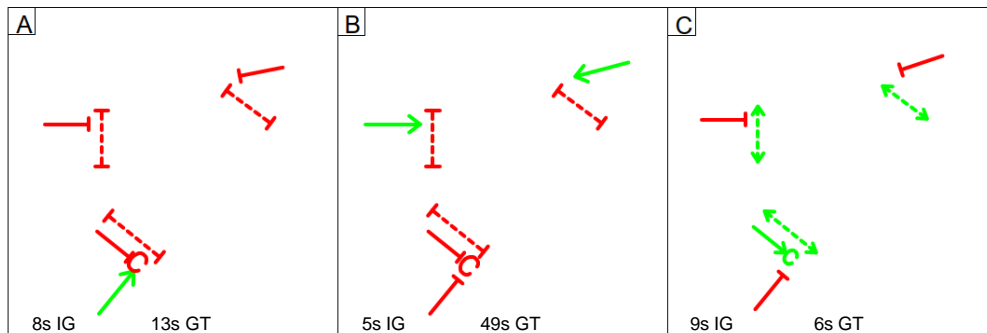 A
B
C
8s IG 13s GT
5s IG 49s GT
9s IG 6s GT